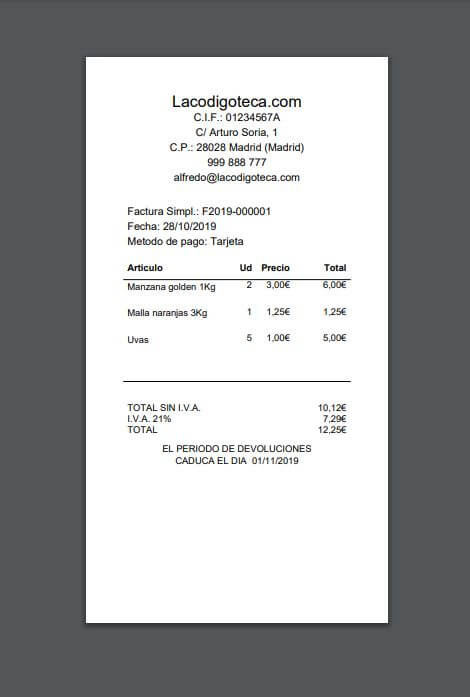 Lacodigoteca.com
C.I.F.: 01234567A
C/ Arturo Soria, 1
C.P.: 28028 Madrid (Madrid)
999 888 777
alfredo@lacodigoteca.com
Factura Simpl.: F2019-000001
Fecha: 28/10/2019
Metodo de pago: Tarjeta
Articulo Ud Precio Total
Manzana golden 1Kg 2 3,00€ 6,00€
Malla naranjas 3Kg 1 1,25€ 1,25€
Uvas 5 1,00€ 5,00€
TOTAL SIN I.V.A. 10,12€
I.V.A. 21% 7,29€
TOTAL 12,25€
EL PERIODO DE DEVOLUCIONES
CADUCA EL DIA 01/11/2019